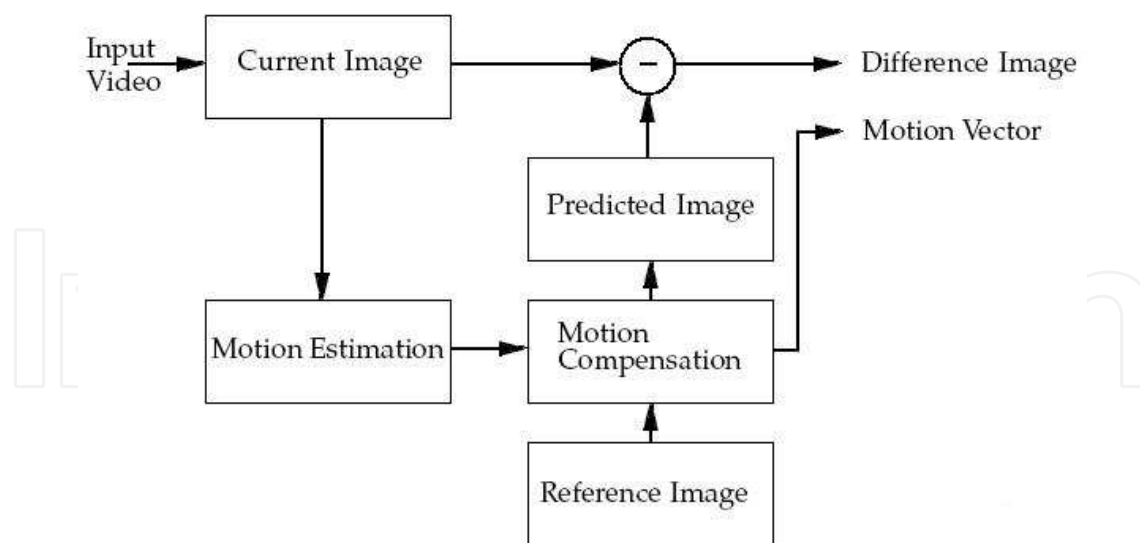 Input
Video
Current Image
−
Difference Image
Motion Vector
Predicted Image
Motion Estimation
Motion
Compensation
Reference Image